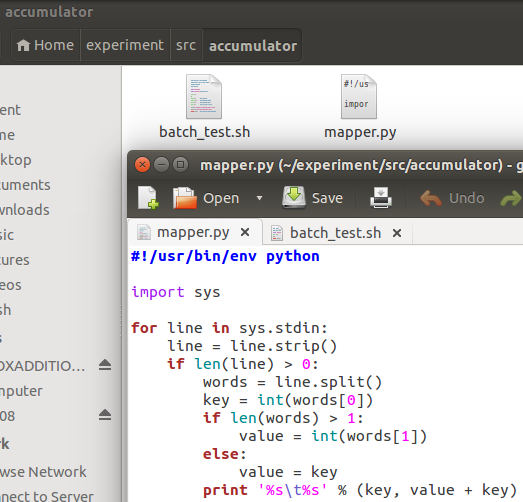 accumulator
Home experiment src accumulator
batch_test.sh mapper.py
#!/us
impor
mapper.py (~/experiment/src/accumulator) - g
Open Save Undo
mapper.py batch_test.sh
#!/usr/bin/env python
import sys
for line in sys.stdin:
line = line.strip()
if len(line) > 0:
words = line.split()
key = int(words[0])
if len(words) > 1:
value = int(words[1])
else:
value = key
print '%s\t%s' % (key, value + key)
ent
me
ktop
cuments
wnloads
sic
tures
eos
sh
s
OXADDITIO...
mputer
08
rk
wse Network
nnect to Server